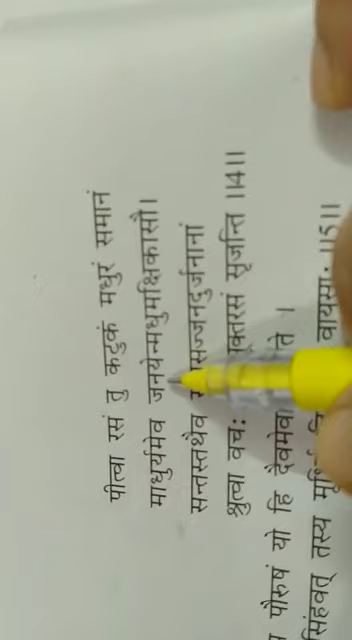 पीत्वा रसं तु कटुकं मधुरं समानं
माधुर्यमेव जनयेन्मधुमक्षिकासौ।
सन्तस्तथैव सज्जनदुर्जनानां
श्रुत्वा वचः सूक्तरसं सृजन्ति ।।4।।
पौरुषं यो हि दैवमेवा ते ।
सिंहवत् तस्य मूर्ध्नि वायसाः ।।5।।